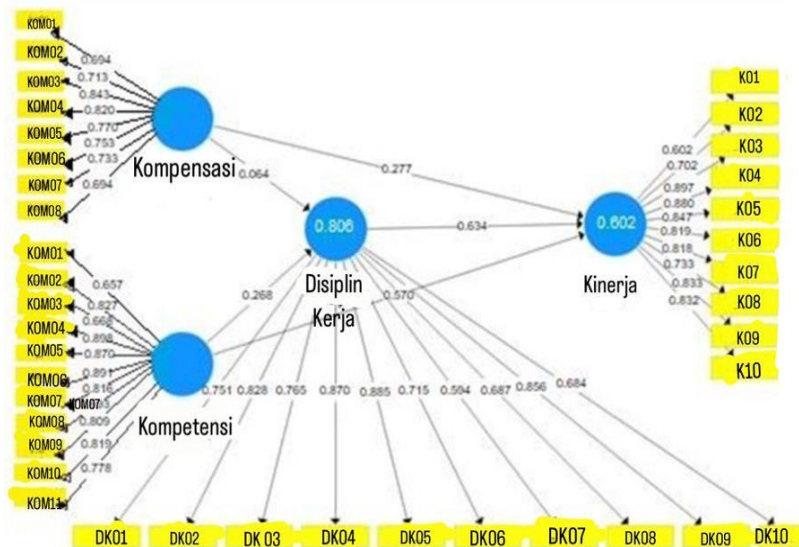 KOM01
KOM02
KOM03
KOM04
KOM05
KOM06
KOM07
KOM08
0.694
0.713
0.843
0.820
0.770
0.753
0.733
0.694
Kompensasi
0.064
0.277
0.806
Disiplin
Kerja
0.634
0.602
Kinerja
K01
K02
K03
K04
K05
K06
K07
K08
K09
K10
0.602
0.702
0.897
0.880
0.847
0.819
0.818
0.733
0.833
0.832
KOM01
KOM02
KOM03
KOM04
KOM05
KOM06
KOM07
KOM07
KOM08
KOM09
KOM10
KOM11
0.657
0.827
0.898
0.870
0.891
0.816
0.809
0.819
0.778
Kompetensi
0.268
0.570
0.751
0.828
0.765
0.870
0.885
0.715
0.594
0.687
0.856
0.684
DK01
DK02
DK 03
DK04
DK05
DK06
DK07
DK08
DK09
DK10